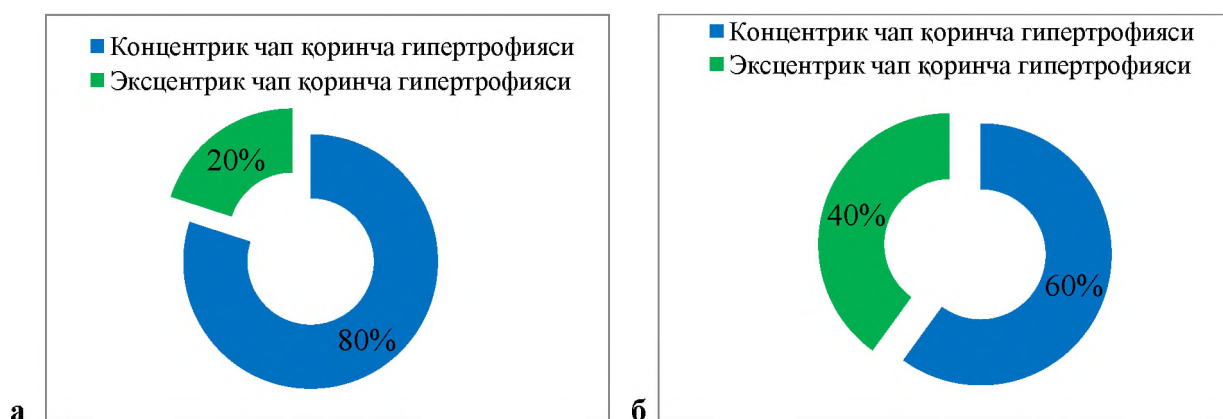 Концентрик чап қоринча гипертрофияси
Эксцентрик чап қоринча гипертрофияси
20%
80%
а
Концентрик чап қоринча гипертрофияси
Эксцентрик чап қоринча гипертрофияси
40%
60%
б